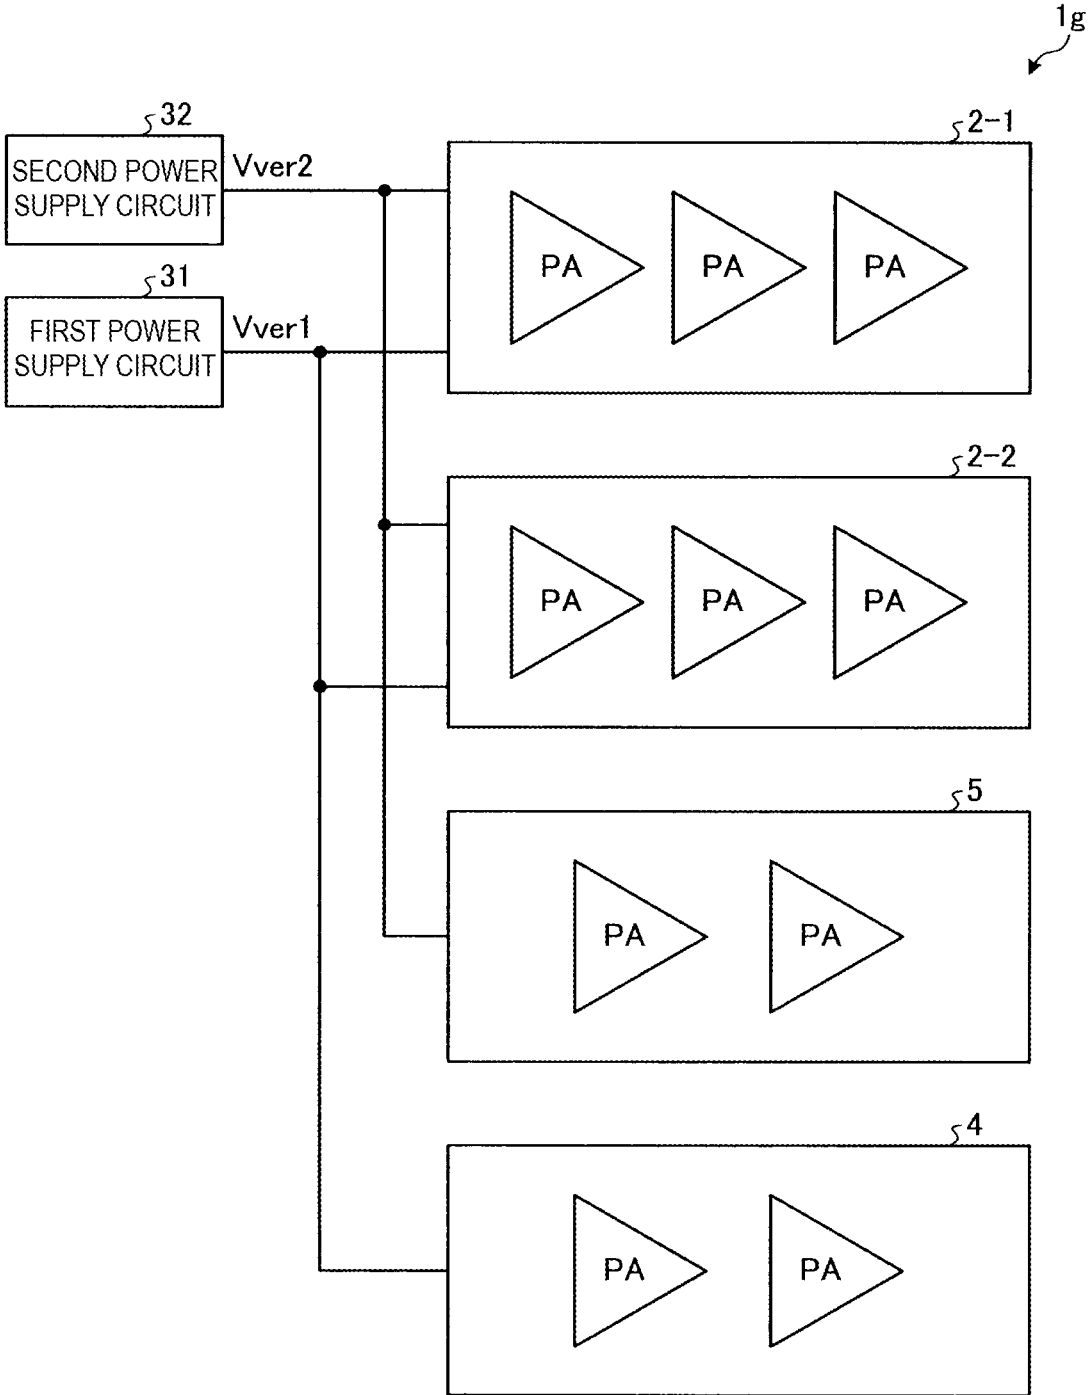 1g
32
SECOND POWER
SUPPLY CIRCUIT
Vver2
31
FIRST POWER
SUPPLY CIRCUIT
Vver1
2-1
PA PA PA
2-2
PA PA PA
5
PA PA
4
PA PA